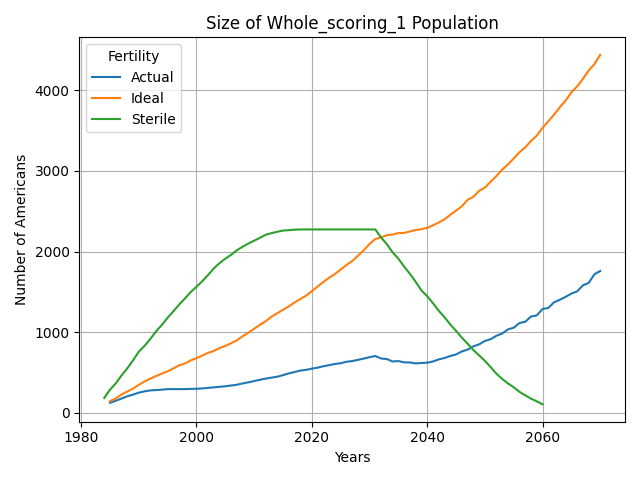 Size of Whole_scoring_1 Population
Fertility
Actual
Ideal
Sterile
Number of Americans
4000
3000
2000
1000
0
1980
2000
2020
2040
2060
Years